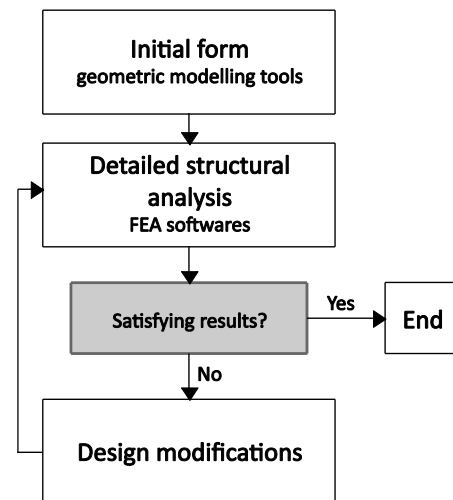 Initial form
geometric modelling tools
Detailed structural
analysis
FEA softwares
Satisfying results?
Yes
End
No
Design modifications